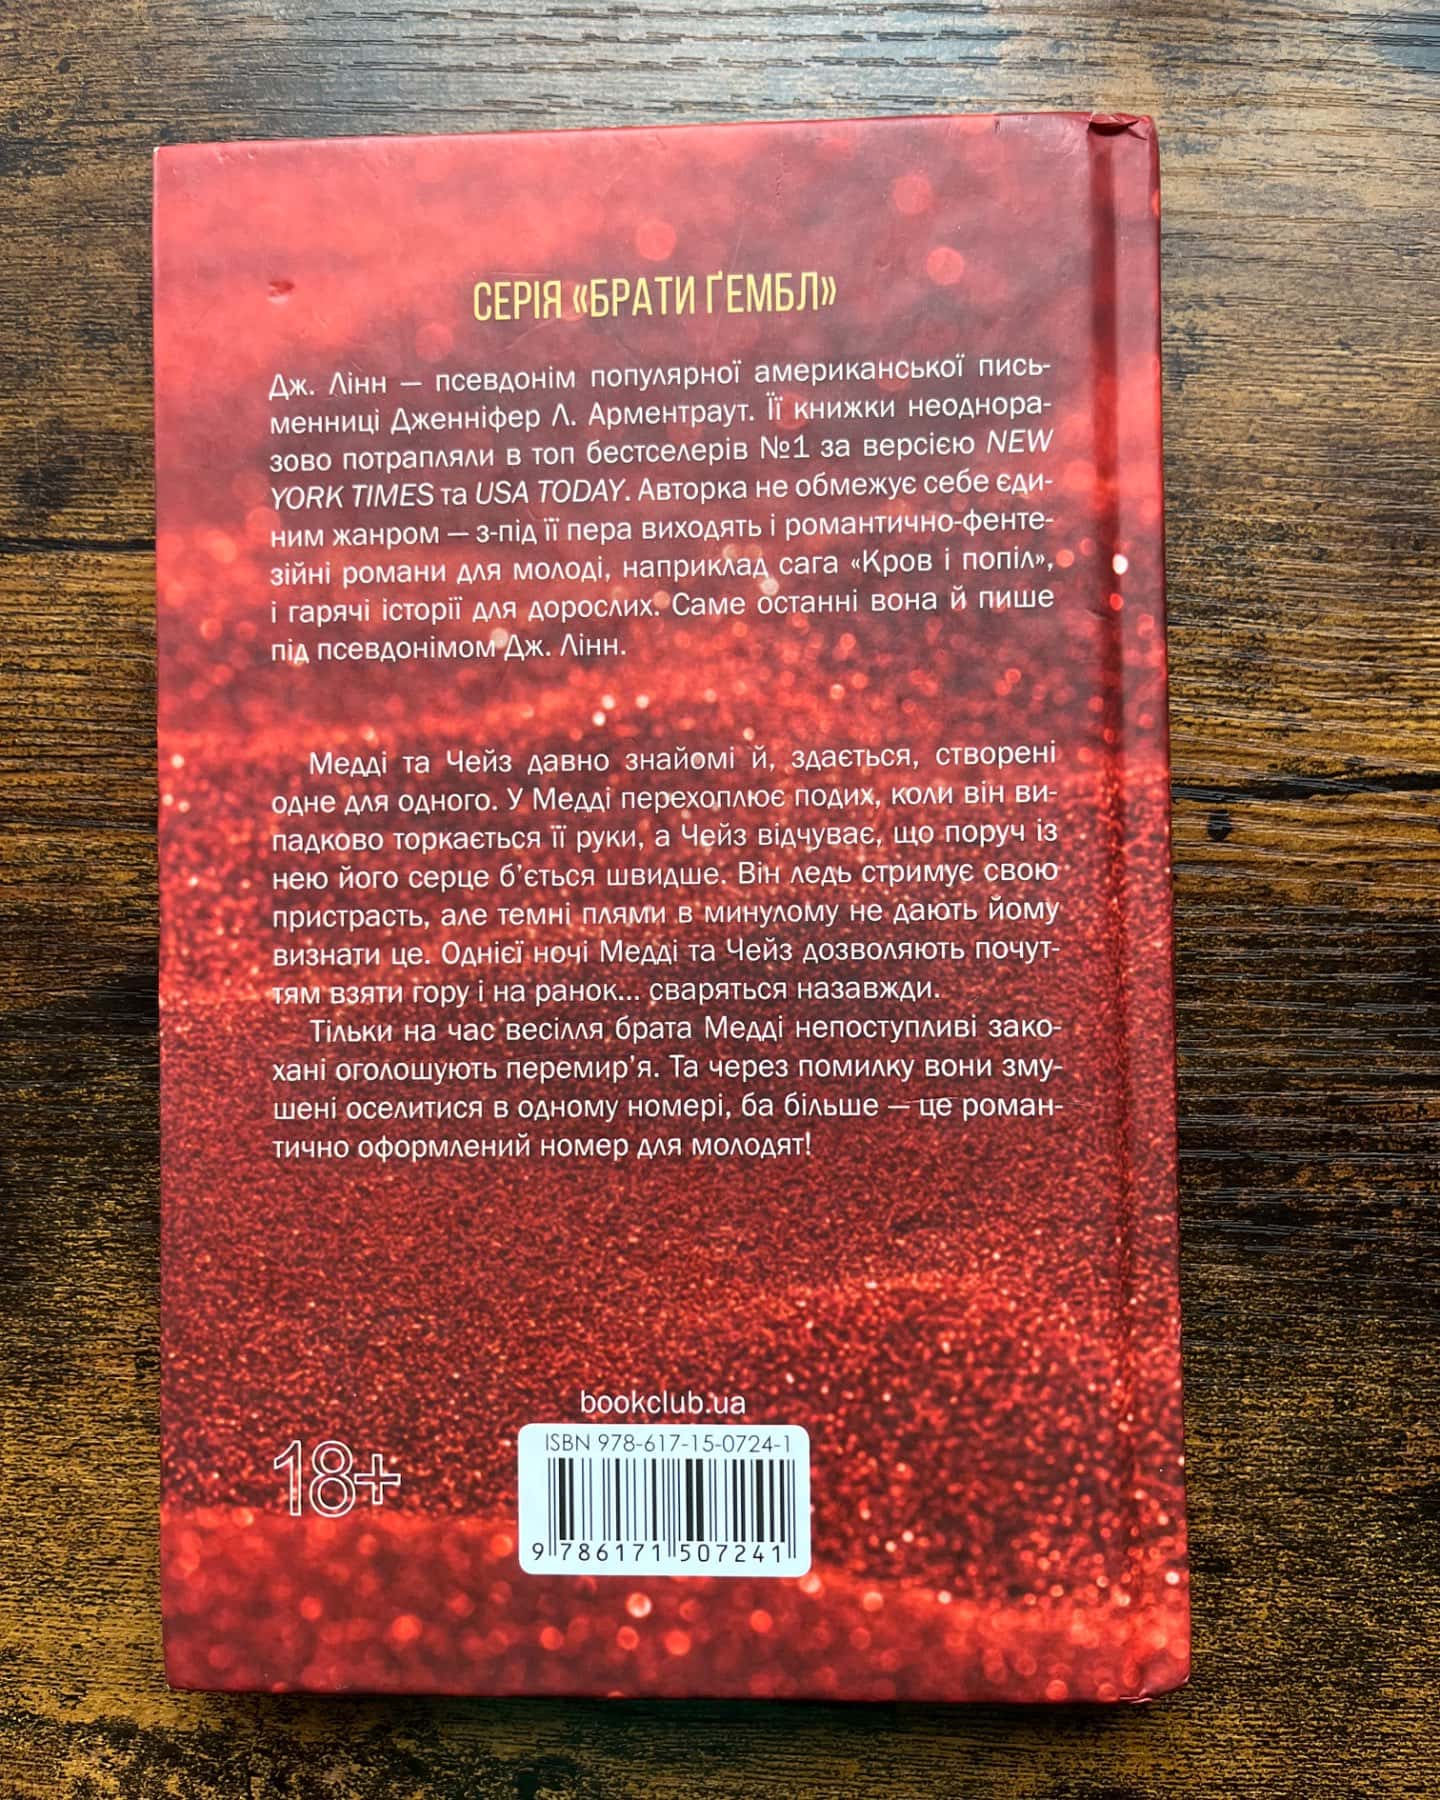 СЕРІЯ «БРАТИ ҐЕМБЛ»
Дж. Лінн — псевдонім популярної американської пись-
менниці Дженніфер Л. Арментраут. Її книжки неоднора-
зово потрапляли в топ бестселерів №1 за версією NEW
YORK TIMES та USA TODAY. Авторка не обмежує себе єди-
ним жанром — з-під її пера виходять і романтично-фенте-
зійні романи для молоді, наприклад сага «Кров і попіл»,
і гарячі історії для дорослих. Саме останні вона й пише
під псевдонімом Дж. Лінн.
Медді та Чейз давно знайомі й, здається, створені
одне для одного. У Медді перехоплює подих, коли він ви-
падково торкається її руки, а Чейз відчуває, що поруч із
нею його серце б’ється швидше. Він ледь стримує свою
пристрасть, але темні плями в минулому не дають йому
визнати це. Однієї ночі Медді та Чейз дозволяють почут-
тям взяти гору і на ранок... сваряться назавжди.
Тільки на час весілля брата Медді непоступливі зако-
хані оголошують перемир’я. Та через помилку вони зму-
шені оселитися в одному номері, ба більше — це роман-
тично оформлений номер для молодят!
bookclub.ua
18+
ISBN 978-617-15-0724-1
9 786171 507241